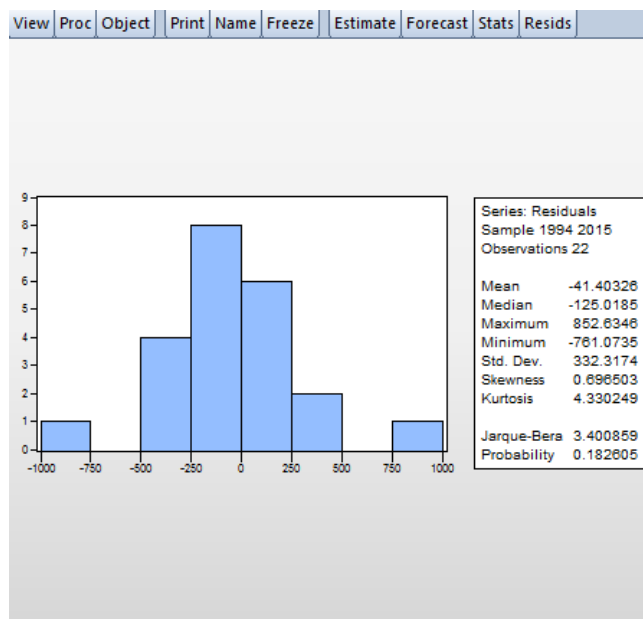 View Proc Object Print Name Freeze Estimate Forecast Stats Resids
9
8
7
6
5
4
3
2
1
0
-1000 -750 -500 -250 0 250 500 750 1000
Series: Residuals
Sample 1994 2015
Observations 22
Mean -41.40326
Median -125.0185
Maximum 852.6346
Minimum -761.0735
Std. Dev. 332.3174
Skewness 0.696503
Kurtosis 4.330249
Jarque-Bera 3.400859
Probability 0.182605